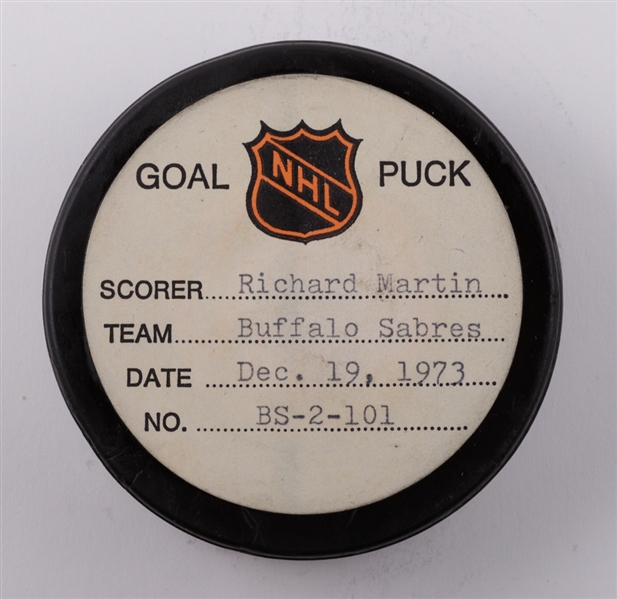 GOAL NHL PUCK
SCORER.....Richard Martin
TEAM.....Buffalo Sabres
DATE.....Dec. 19, 1973
NO......BS-2-101